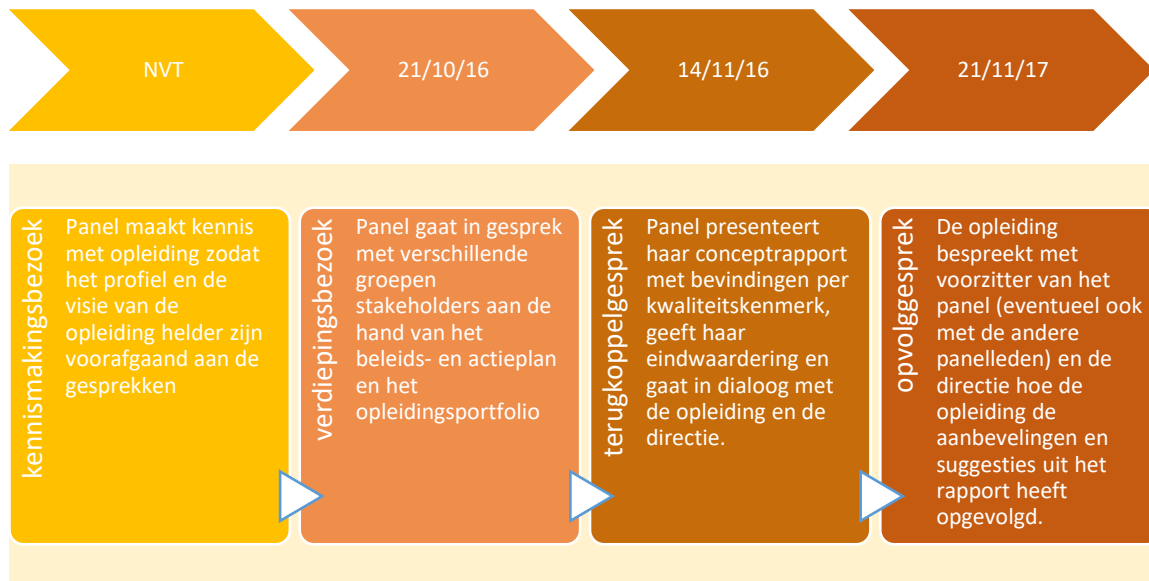 NVT
21/10/16
14/11/16
21/11/17
kennismakingsbezoek
Panel maakt kennis
met opleiding zodat
het profiel en de
visie van de
opleiding helder zijn
voorafgaand aan de
gesprekken
verdiepingsbezoek
Panel gaat in gesprek
met verschillende
groepen
stakeholders aan de
hand van het
beleids- en actieplan
en het
opleidingsportfolio
terugkoppelgesprek
Panel presenteert
haar conceptrapport
met bevindingen per
kwaliteitskenmerk,
geeft haar
eindwaardering en
gaat in dialoog met
de opleiding en de
directie.
opvolggesprek
De opleiding
bespreekt met
voorzitter van het
panel (eventueel ook
met de andere
panelleden) en de
directie hoe de
opleiding de
aanbevelingen en
suggesties uit het
rapport heeft
opgevolgd.